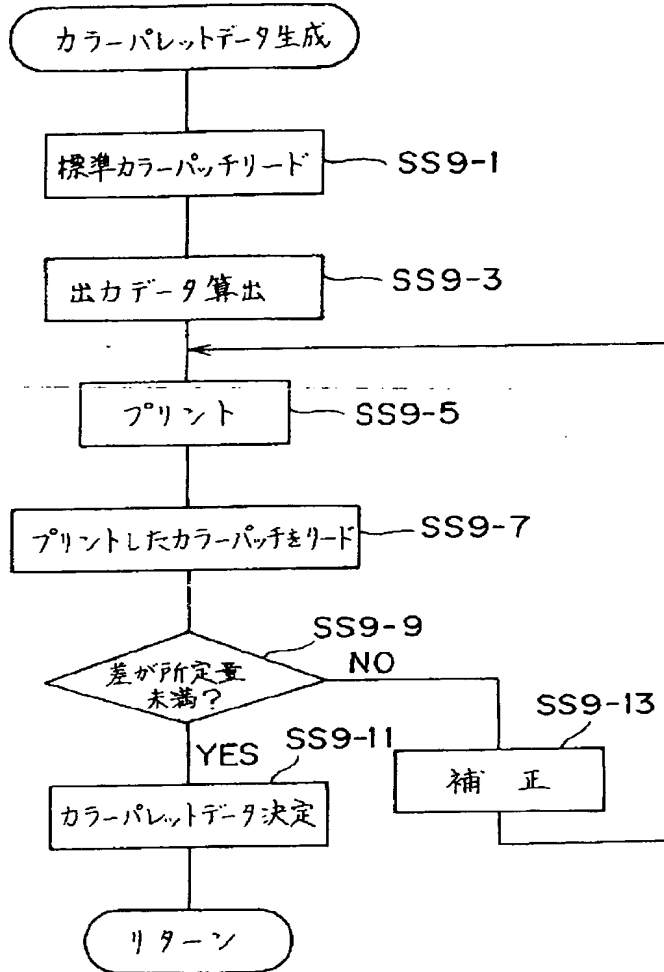 カラーパレットデータ生成
標準カラーパッチリード
SS9-1
出力データ算出
SS9-3
プリント
SS9-5
プリントしたカラーパッチをリード
SS9-7
SS9-9
差が所定量
未満?
NO
YES
SS9-11
SS9-13
カラーパレットデータ決定
補正
リターン